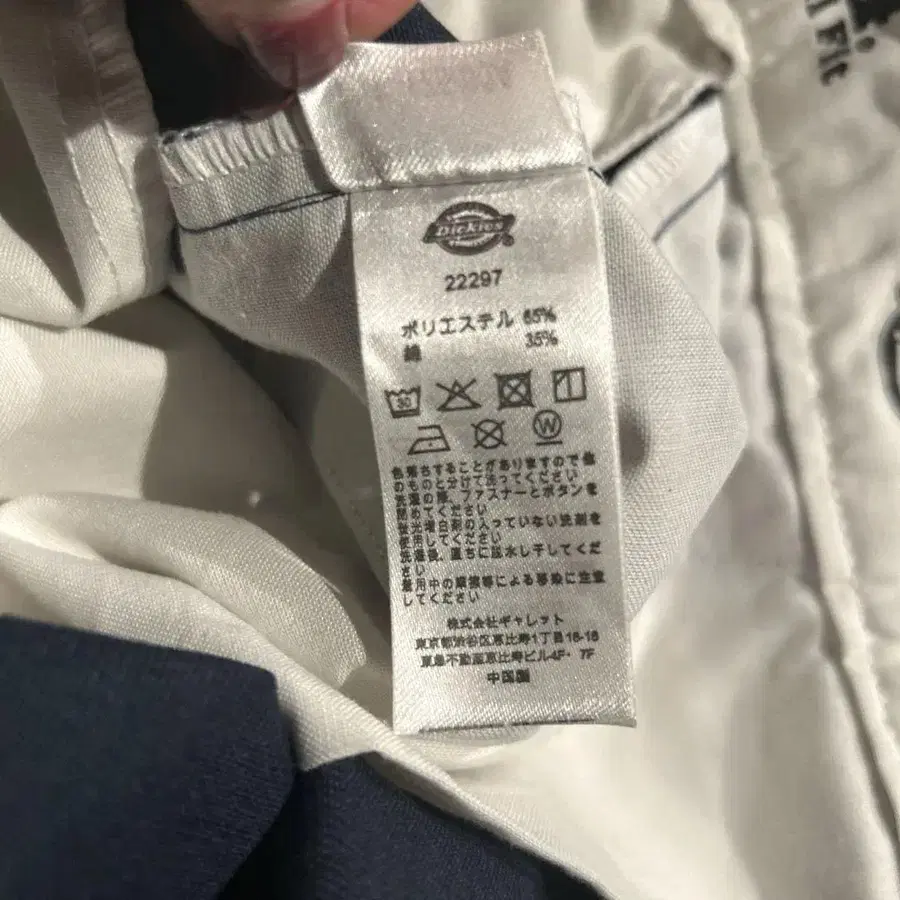 Fit
Dickies
22297
ポリエステル 65%
綿 35%
30
W
色落ちすることがありますので他
のものと分けて洗ってください
洗濯の際、ファスナーとボタンを
閉めてください
蛍光増白剤の入っていない洗剤を
使用してください
洗濯後、直ちに脱水し干してくだ
さい
着用中の摩擦等による移染に注意
してください
株式会社ギャレット
東京都渋谷区恵比寿1丁目18-18
東急不動産恵比寿ビル4F・7F
中国製